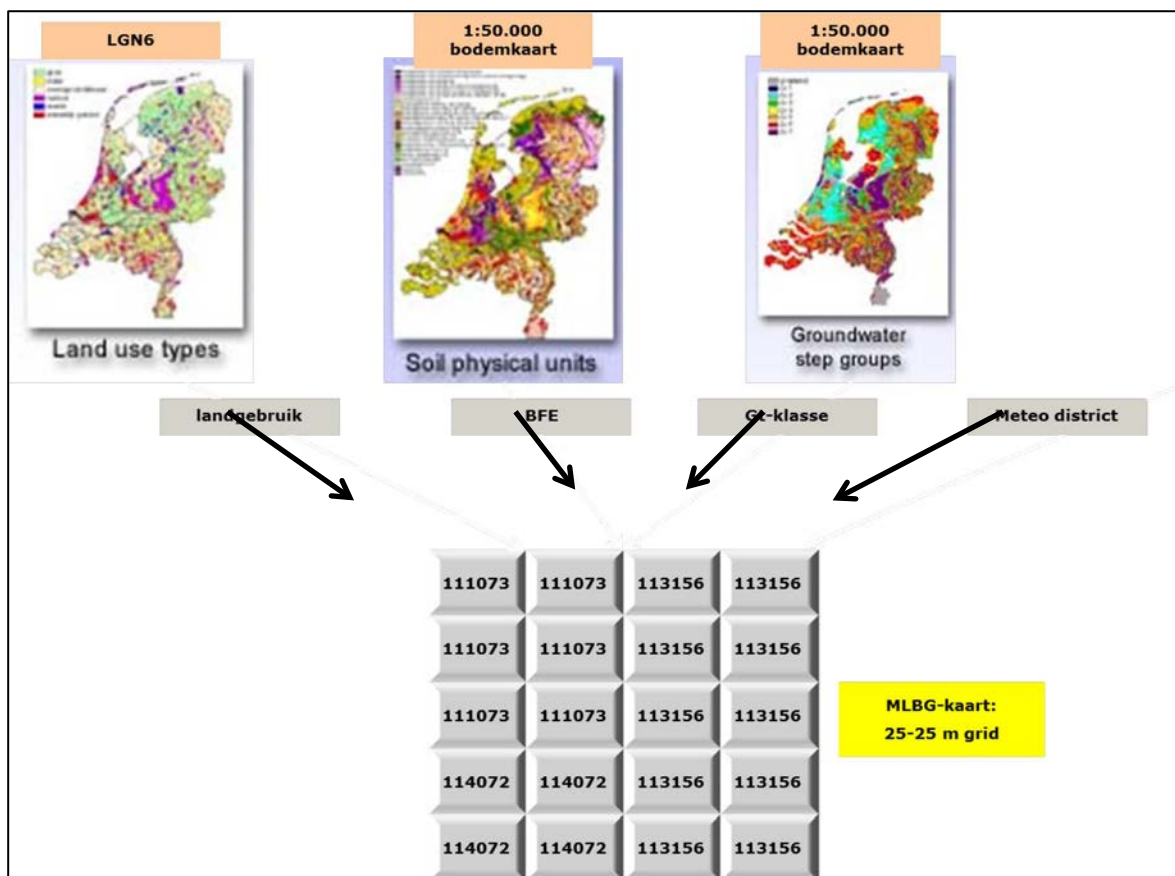 LGN6
1:50.000
bodemkaart
1:50.000
bodemkaart
Land use types
Soil physical units
Groundwater
step groups
landgebruik
BFE
Gt-klasse
Meteo district
111073 111073 113156 113156
111073 111073 113156 113156
111073 111073 113156 113156
114072 114072 113156 113156
114072 114072 113156 113156
MLBG-kaart:
25-25 m grid